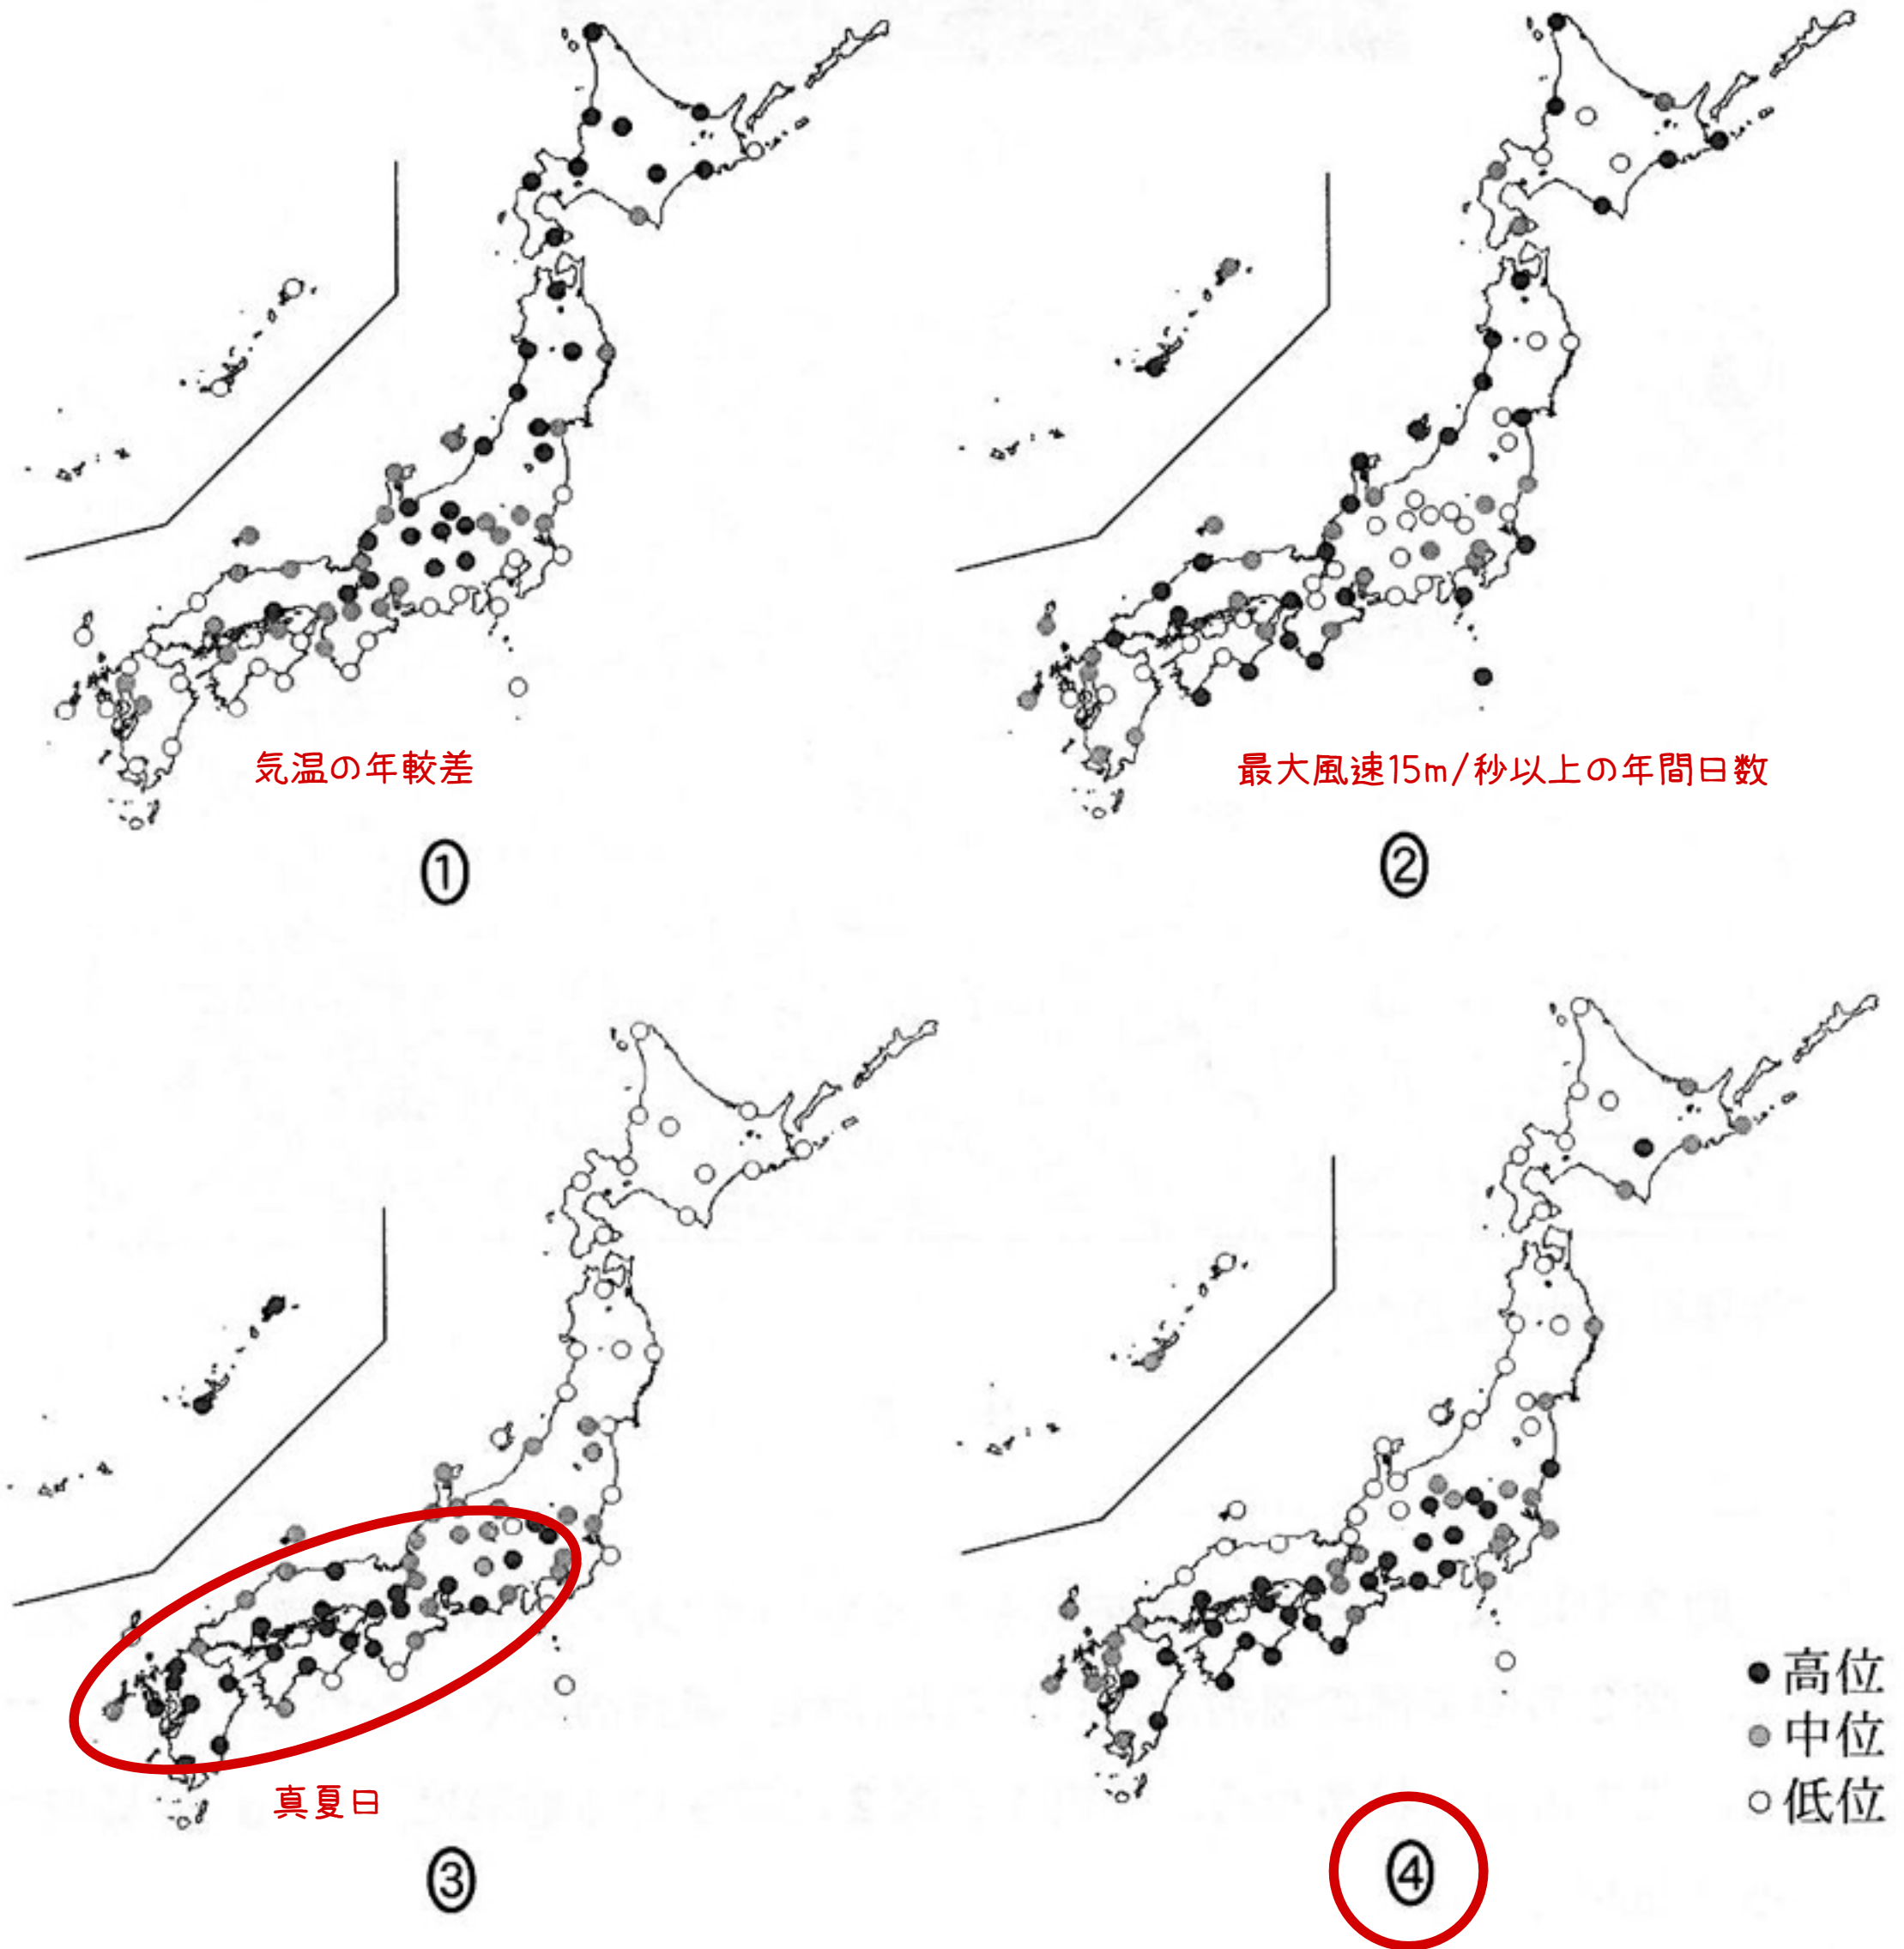 気温の年較差
最大風速15m/秒以上の年間日数
①
②
真夏日
③
④
高位
中位
低位